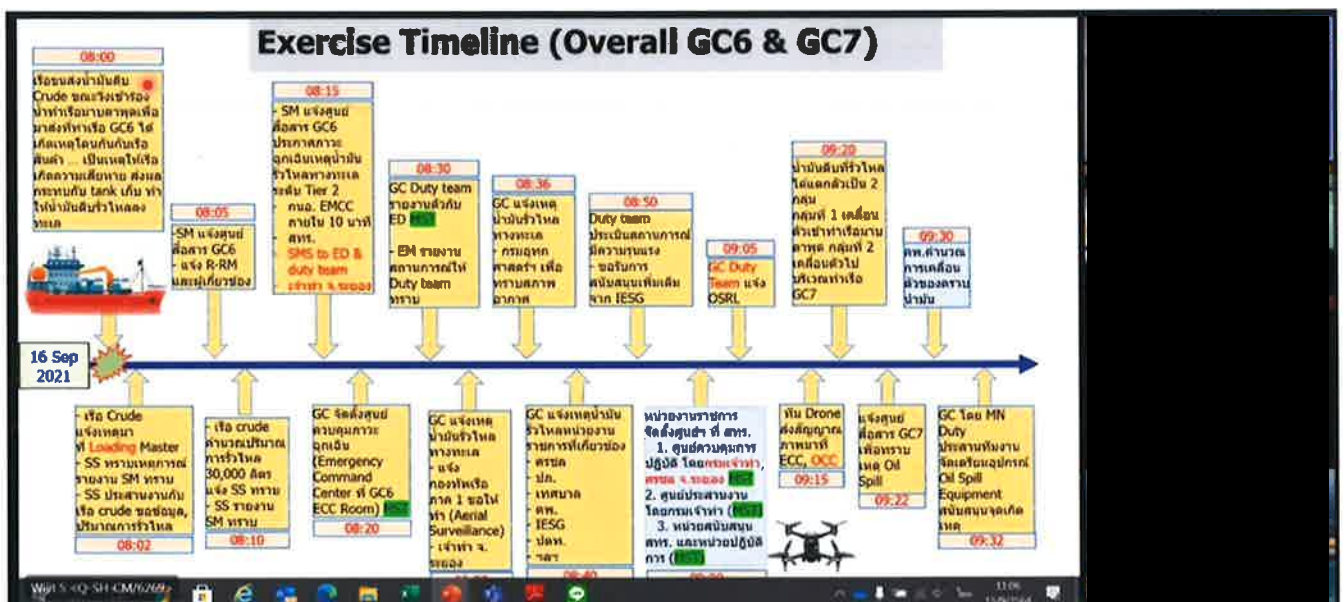 Exercise Timeline (Overall GC6 & GC7)
08:00
เรือขนส่งน้ำมันดิบ
Crude ขณะวิ่งเข้าร่อง
น้ำท่าเรือมาบตาพุดเพื่อ
มาส่งที่ท่าเรือ GC6 ได้
เกิดเหตุโดนกันกับเรือ
สินค้า ... เป็นเหตุให้เรือ
เกิดความเสียหาย ส่งผล
กระทบกับ tank เก็บ ทำ
ให้น้ำมันดิบรั่วไหลลง
ทะเล
08:05
-SM แจ้งศูนย์
สื่อสาร GC6
- แจ้ง R-RM
และผู้เกี่ยวข้อง
08:15
- SM แจ้งศูนย์
สื่อสาร GC6
ประกาศภาวะ
ฉุกเฉินเหตุน้ำมัน
รั่วไหลทางทะเล
ระดับ Tier 2
- กนอ. EMCC
ภายใน 10 นาที
- สทร.
- SMS to ED &
duty team
- เจ้าท่า จ.ระยอง
08:30
GC Duty team
รายงานตัวกับ
ED MST
- EM รายงาน
สถานการณ์ให้
Duty team
ทราบ
08:36
GC แจ้งเหตุ
น้ำมันรั่วไหล
ทางทะเล
- กรมอุทก
ศาสตร์ฯ เพื่อ
ทราบสภาพ
อากาศ
08:50
Duty team
ประเมินสถานการณ์
มีความรุนแรง
- ขอรับการ
สนับสนุนเพิ่มเติม
จาก IESG
09:05
GC Duty
Team แจ้ง
OSRL
09:20
น้ำมันดิบที่รั่วไหล
ได้แตกตัวเป็น 2
กลุ่ม
กลุ่มที่ 1 เคลื่อน
ตัวเข้าท่าเรือมาบ
ตาพุด กลุ่มที่ 2
เคลื่อนตัวไป
บริเวณท่าเรือ
GC7
09:30
คพ.คำนวณ
การเคลื่อน
ตัวของคราบ
น้ำมัน
16 Sep
2021
- เรือ Crude
แจ้งเหตุมา
ที่ Loading Master
- SS ทราบเหตุการณ์
รายงาน SM ทราบ
- SS ประสานงานกับ
เรือ crude ขอข้อมูล,
ปริมาณการรั่วไหล
08:02
- เรือ crude
คำนวณปริมาณ
การรั่วไหล
30,000 ลิตร
แจ้ง SS ทราบ
- SS รายงาน
SM ทราบ
08:10
GC จัดตั้งศูนย์
ควบคุมภาวะ
ฉุกเฉิน
(Emergency
Command
Center ที่ GC6
ECC Room) MST
08:20
GC แจ้งเหตุ
น้ำมันรั่วไหล
ทางทะเล
- แจ้ง
กองทัพเรือ
ภาค 1 ขอให้
ทำ (Aerial
Surveillance)
- เจ้าท่า จ.
ระยอง
GC แจ้งเหตุน้ำมัน
รั่วไหลหน่วยงาน
ราชการที่เกี่ยวข้อง
- ศรชล
- ปภ.
- เทศบาล
- คพ.
- IESG
- ปตท.
- ฯลฯ
08:40
หน่วยงานราชการ
จัดตั้งศูนย์ฯ ที่ สทร.
1. ศูนย์ควบคุมการ
ปฏิบัติ โดยกรมเจ้าท่า,
ศรชล จ.ระยอง MST
2. ศูนย์ประสานงาน
โดยกรมเจ้าท่า (MST)
3. หน่วยสนับสนุน
สทร. และหน่วยปฏิบัติ
การ (MST)
ทีม Drone
ส่งสัญญาณ
ภาพมาที่
ECC, OCC
09:15
แจ้งศูนย์
สื่อสาร GC7
เพื่อทราบ
เหตุ Oil
Spill
09:22
GC โดย MN
Duty
ประสานทีมงาน
จัดเตรียมอุปกรณ์
Oil Spill
Equipment
สนับสนุนจุดเกิด
เหตุ
09:32
11:06